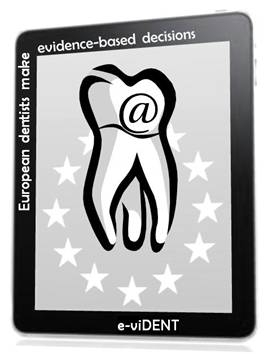 European dentists make
evidence-based decisions
@
e-viDENT